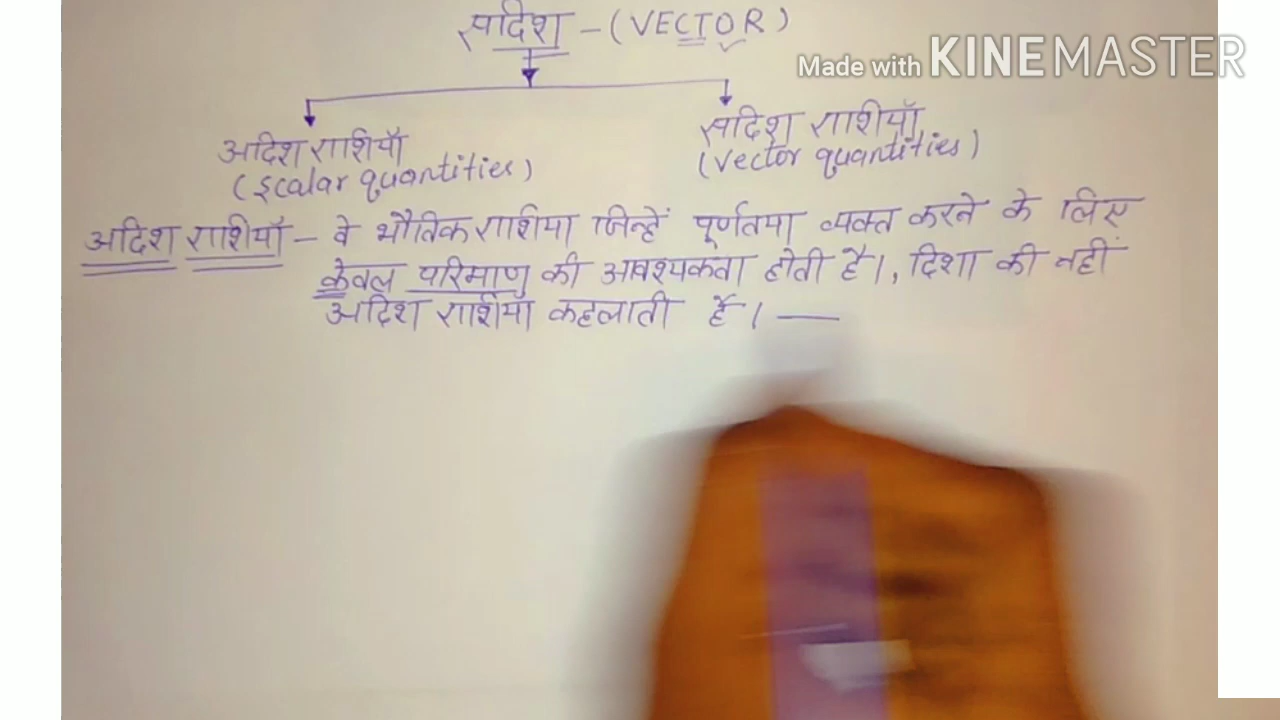 सदिश - (VECTOR)
Made with KINEMASTER
अदिश राशियाँ
(Scalar quantities)
सदिश राशियाँ
(Vector quantities)
अदिश राशियाँ - वे भौतिक राशिया जिन्हें पूर्णतया व्यक्त करने के लिए
केवल परिमाण की आवश्यकता होती है।, दिशा की नहीं
अदिश राशियाँ कहलाती हैं।